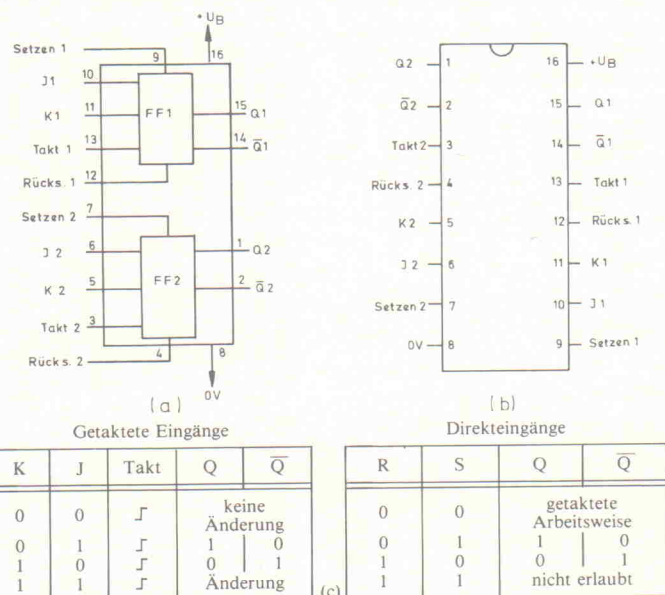 +UB
Setzen 1
9
16
J1
10
K1
11
FF1
15
Q1
Takt 1
13
14
Q̅1
Rücks. 1
12
Setzen 2
7
J 2
6
1
Q2
K 2
5
FF2
2
Q̅2
Takt 2
3
Rücks. 2
4
8
0V
(a)
Q2
1
16
+UB
Q̅2
2
15
Q1
Takt2
3
14
Q̅1
Rücks. 2
4
13
Takt 1
K2
5
12
Rücks. 1
J2
6
11
K1
Setzen 2
7
10
J1
0V
8
9
Setzen 1
(b)
Getaktete Eingänge
K J Takt Q Q̅
0 0 keine
Änderung
0 1 1 0
1 0 0 1
1 1 Änderung
(c)
Direkteingänge
R S Q Q̅
0 0 getaktete
Arbeitsweise
0 1 1 0
1 0 0 1
1 1 nicht erlaubt